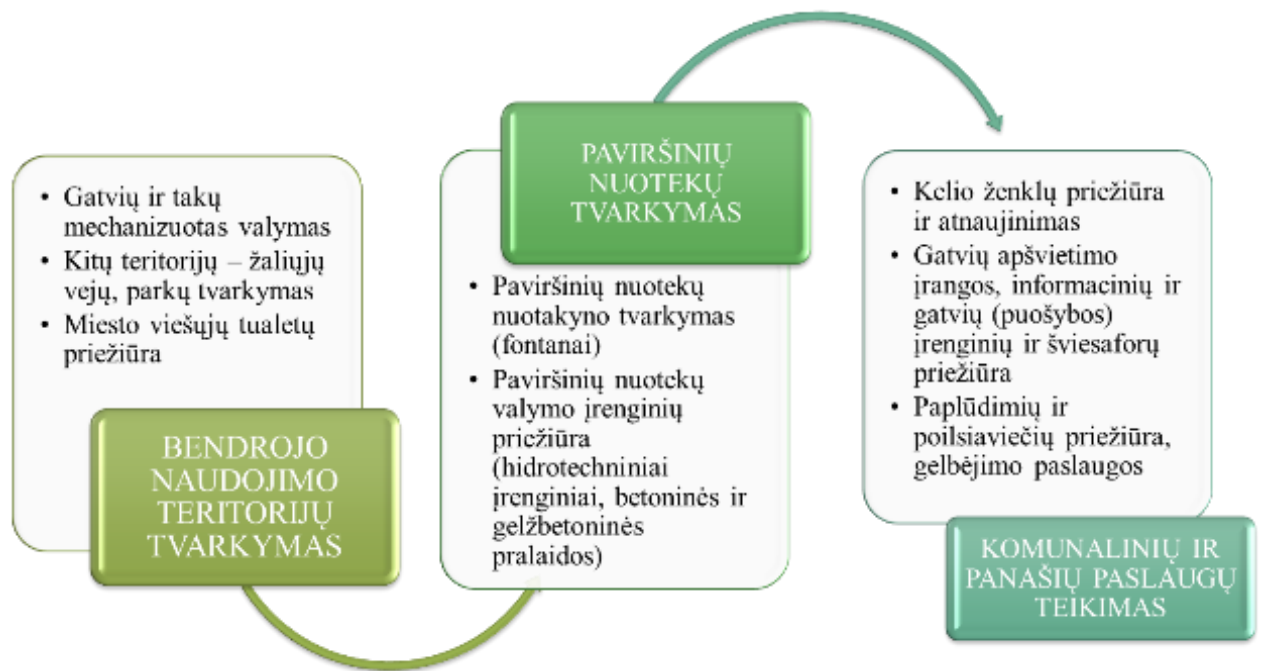 • Gatvių ir takų
mechanizuotas valymas
• Kitų teritorijų – žaliųjų
vejų, parkų tvarkymas
• Miesto viešųjų tualetų
priežiūra
BENDROJO
NAUDOJIMO
TERITORIJŲ
TVARKYMAS
PAVIRŠINIŲ
NUOTEKŲ
TVARKYMAS
• Paviršinių nuotekų
nuotakyno tvarkymas
(fontanai)
• Paviršinių nuotekų
valymo įrenginių
priežiūra
(hidrotechniniai
įrenginiai, betoninės ir
gelžbetoninės
pralaidos)
• Kelio ženklų priežiūra
ir atnaujinimas
• Gatvių apšvietimo
įrangos, informacinių ir
gatvių (puošybos)
įrenginių ir šviesaforų
priežiūra
• Paplūdimių ir
poilsiaviečių priežiūra,
gelbėjimo paslaugos
KOMUNALINIŲ IR
PANAŠIŲ PASLAUGŲ
TEIKIMAS